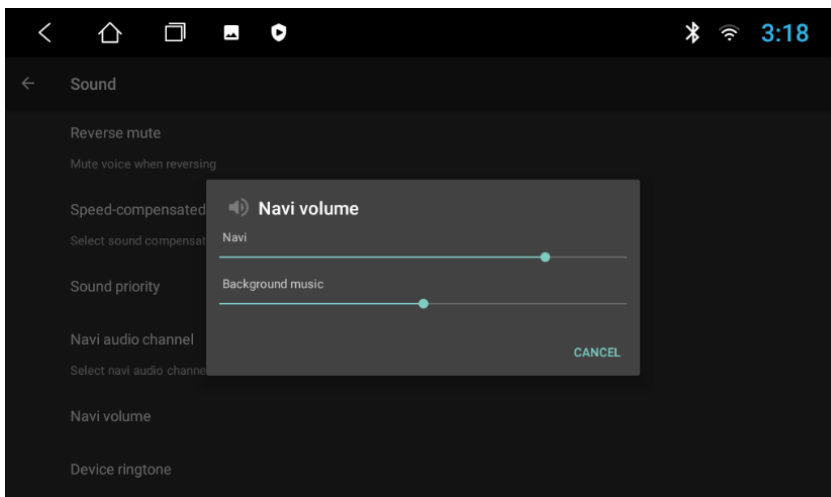 3:18
Sound
Reverse mute
Mute voice when reversing
Speed-compensated
Select sound compensat
Sound priority
Navi audio channel
Select navi audio channe
Navi volume
Device ringtone
Navi volume
Navi
Background music
CANCEL